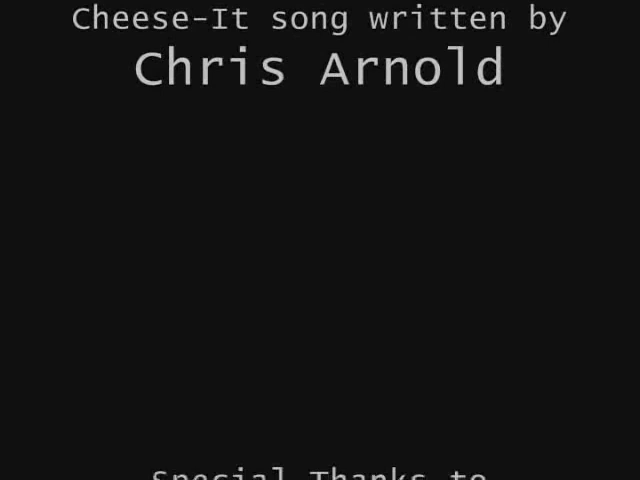 Cheese-It song written by
Chris Arnold
Special Thanks to